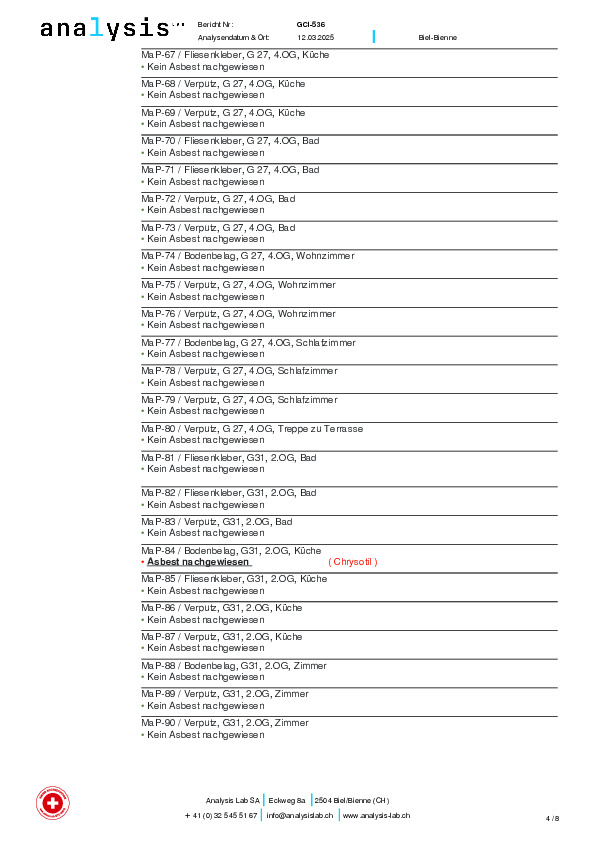 analysis
Bericht Nr: GCI-536
Analysendatum & Ort: 12.03.2025 Biel-Bienne
MaP-67 / Fliesenkleber, G 27, 4.OG, Küche
• Kein Asbest nachgewiesen
MaP-68 / Verputz, G 27, 4.OG, Küche
• Kein Asbest nachgewiesen
MaP-69 / Verputz, G 27, 4.OG, Küche
• Kein Asbest nachgewiesen
MaP-70 / Fliesenkleber, G 27, 4.OG, Bad
• Kein Asbest nachgewiesen
MaP-71 / Fliesenkleber, G 27, 4.OG, Bad
• Kein Asbest nachgewiesen
MaP-72 / Verputz, G 27, 4.OG, Bad
• Kein Asbest nachgewiesen
MaP-73 / Verputz, G 27, 4.OG, Bad
• Kein Asbest nachgewiesen
MaP-74 / Bodenbelag, G 27, 4.OG, Wohnzimmer
• Kein Asbest nachgewiesen
MaP-75 / Verputz, G 27, 4.OG, Wohnzimmer
• Kein Asbest nachgewiesen
MaP-76 / Verputz, G 27, 4.OG, Wohnzimmer
• Kein Asbest nachgewiesen
MaP-77 / Bodenbelag, G 27, 4.OG, Schlafzimmer
• Kein Asbest nachgewiesen
MaP-78 / Verputz, G 27, 4.OG, Schlafzimmer
• Kein Asbest nachgewiesen
MaP-79 / Verputz, G 27, 4.OG, Schlafzimmer
• Kein Asbest nachgewiesen
MaP-80 / Verputz, G 27, 4.OG, Treppe zu Terrasse
• Kein Asbest nachgewiesen
MaP-81 / Fliesenkleber, G31, 2.OG, Bad
• Kein Asbest nachgewiesen
MaP-82 / Fliesenkleber, G31, 2.OG, Bad
• Kein Asbest nachgewiesen
MaP-83 / Verputz, G31, 2.OG, Bad
• Kein Asbest nachgewiesen
MaP-84 / Bodenbelag, G31, 2.OG, Küche
• Asbest nachgewiesen ( Chrysotil )
MaP-85 / Fliesenkleber, G31, 2.OG, Küche
• Kein Asbest nachgewiesen
MaP-86 / Verputz, G31, 2.OG, Küche
• Kein Asbest nachgewiesen
MaP-87 / Verputz, G31, 2.OG, Küche
• Kein Asbest nachgewiesen
MaP-88 / Bodenbelag, G31, 2.OG, Zimmer
• Kein Asbest nachgewiesen
MaP-89 / Verputz, G31, 2.OG, Zimmer
• Kein Asbest nachgewiesen
MaP-90 / Verputz, G31, 2.OG, Zimmer
• Kein Asbest nachgewiesen
Analysis Lab SA | Eckweg 8a | 2504 Biel/Bienne (CH)
+ 41 (0) 32 545 51 67 | info@analysislab.ch | www.analysis-lab.ch
4 / 8